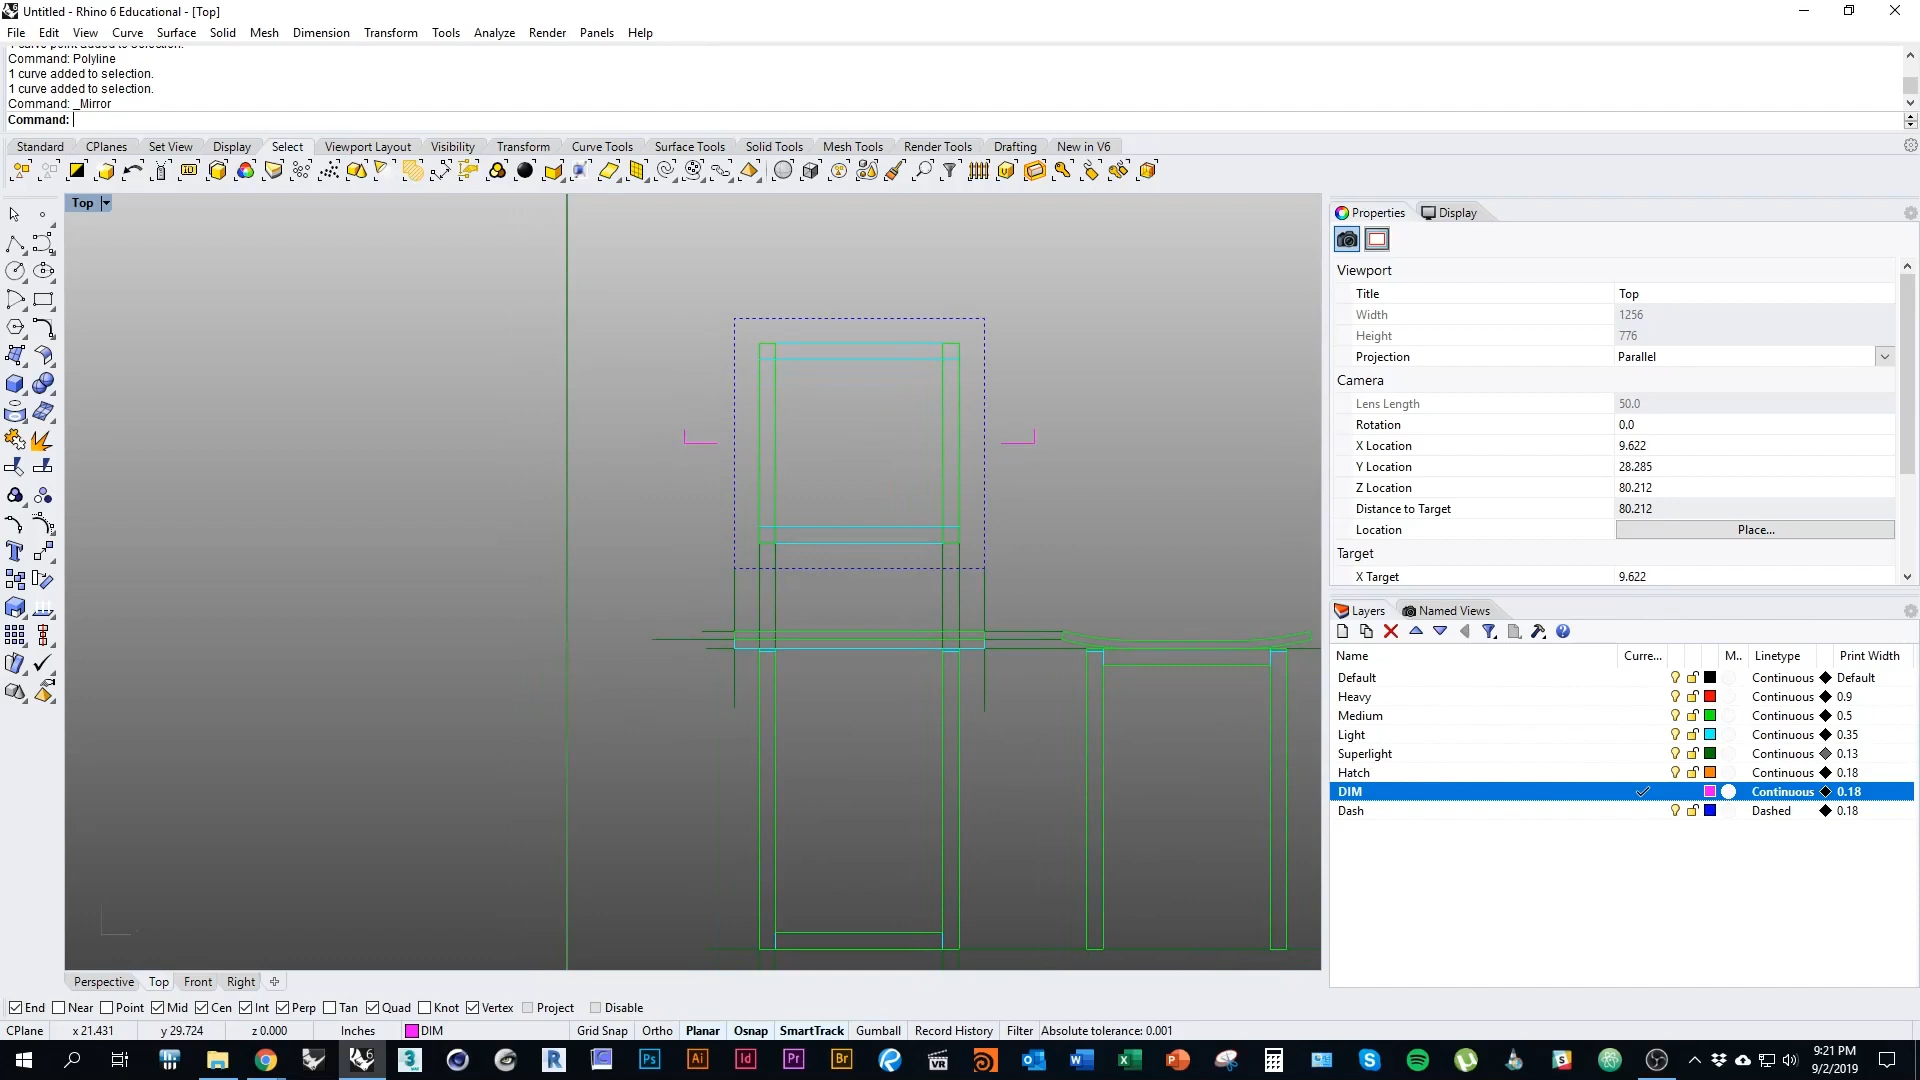 Untitled - Rhino 6 Educational - [Top]
File Edit View Curve Surface Solid Mesh Dimension Transform Tools Analyze Render Panels Help
1 curve point added to selection.
Command: Polyline
1 curve added to selection.
1 curve added to selection.
Command: _Mirror
Command:
Standard CPlanes Set View Display Select Viewport Layout Visibility Transform Curve Tools Surface Tools Solid Tools Mesh Tools Render Tools Drafting New in V6
Top
Properties Display
Viewport
Title Top
Width 1256
Height 776
Projection Parallel
Camera
Lens Length 50.0
Rotation 0.0
X Location 9.622
Y Location 28.285
Z Location 80.212
Distance to Target 80.212
Location Place...
Target
X Target 9.622
Layers Named Views
Name Curre... M.. Linetype Print Width
Default Continuous Default
Heavy Continuous 0.9
Medium Continuous 0.5
Light Continuous 0.35
Superlight Continuous 0.13
Hatch Continuous 0.18
DIM Continuous 0.18
Dash Dashed 0.18
Perspective Top Front Right
End Near Point Mid Cen Int Perp Tan Quad Knot Vertex Project Disable
CPlane x 21.431 y 29.724 z 0.000 Inches DIM Grid Snap Ortho Planar Osnap SmartTrack Gumball Record History Filter Absolute tolerance: 0.001
9:21 PM
9/2/2019